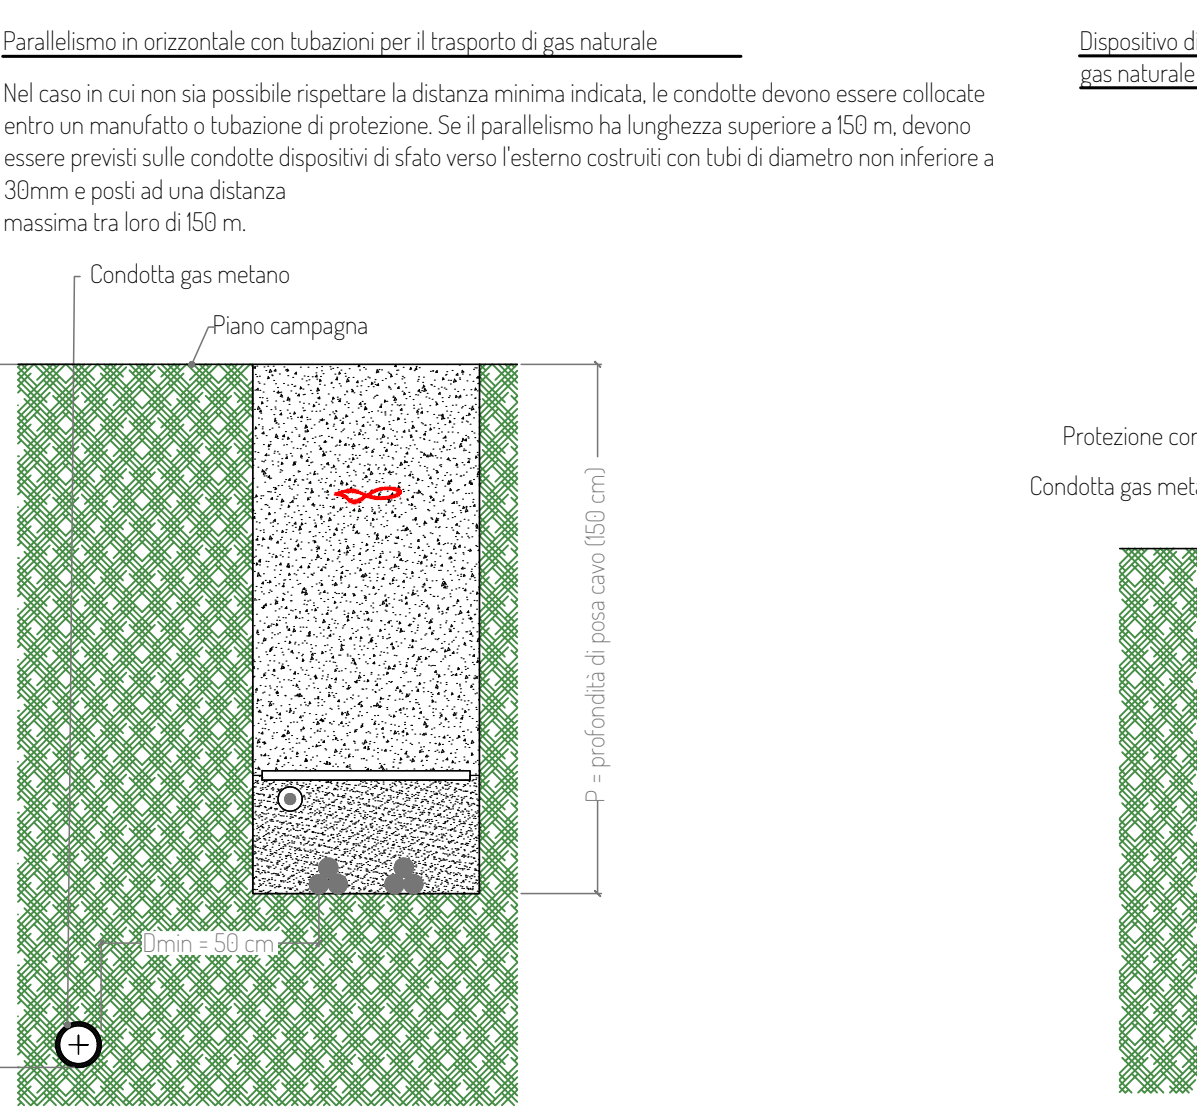 Parallelismo in orizzontale con tubazioni per il trasporto di gas naturale
Nel caso in cui non sia possibile rispettare la distanza minima indicata, le condotte devono essere collocate
entro un manufatto o tubazione di protezione. Se il parallelismo ha lunghezza superiore a 150 m, devono
essere previsti sulle condotte dispositivi di sfato verso l'esterno costruiti con tubi di diametro non inferiore a
30mm e posti ad una distanza
massima tra loro di 150 m.
Condotta gas metano
Piano campagna
P = profondità di posa cavo (150 cm)
Dmin = 50 cm
Dispositivo di
gas naturale
Protezione
Condotta gas